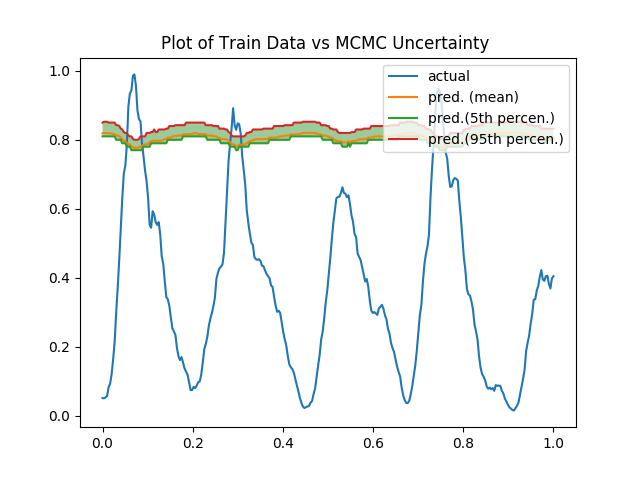 Plot of Train Data vs MCMC Uncertainty
1.0
0.8
0.6
0.4
0.2
0.0
actual
pred. (mean)
pred.(5th percen.)
pred.(95th percen.)
0.0 0.2 0.4 0.6 0.8 1.0